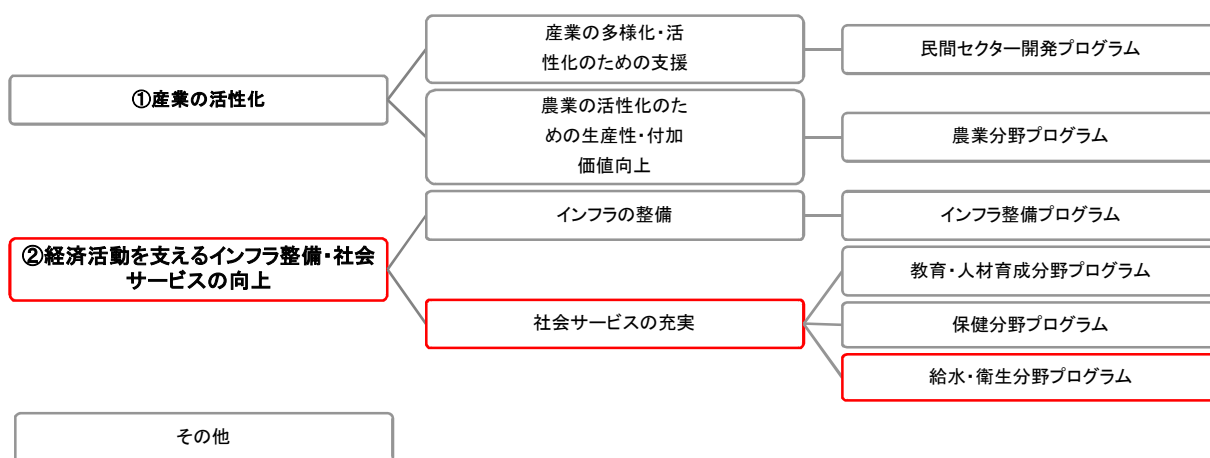 ①産業の活性化
産業の多様化・活
性化のための支援
民間セクター開発プログラム
農業の活性化のた
めの生産性・付加
価値向上
農業分野プログラム
②経済活動を支えるインフラ整備・社会
サービスの向上
インフラの整備
インフラ整備プログラム
社会サービスの充実
教育・人材育成分野プログラム
保健分野プログラム
給水・衛生分野プログラム
その他